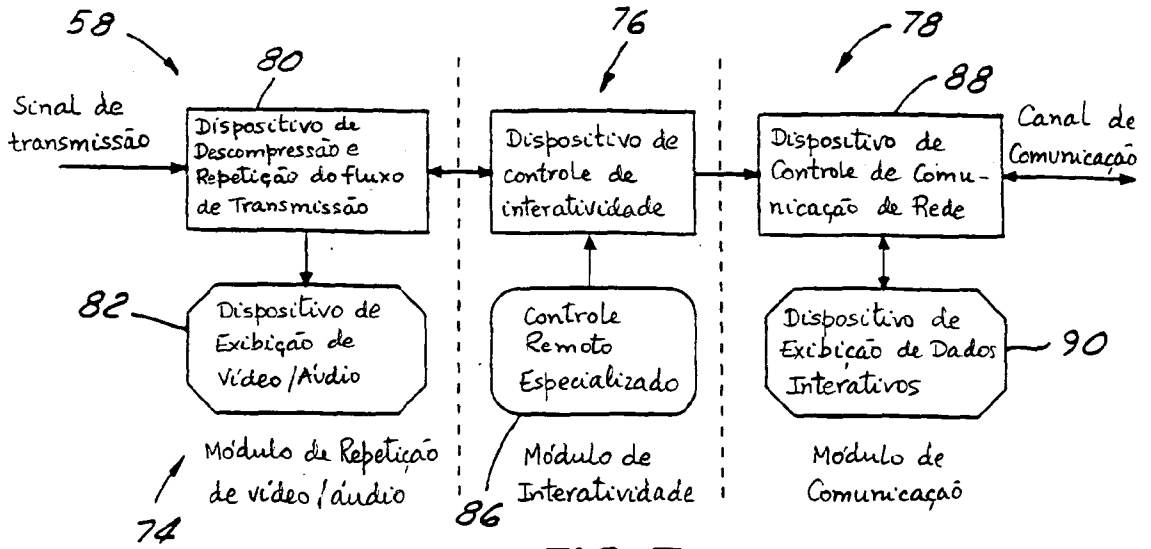 58
76
78
80
88
Sinal de
transmissão
Dispositivo de
Descompressão e
Repetição do fluxo
de Transmissão
Dispositivo de
controle de
interatividade
Dispositivo de
Controle de Comu-
nicação de Rede
Canal de
Comunicação
82
Dispositivo de
Exibição de
Vídeo/Aúdio
Controle
Remoto
Especializado
Dispositivo de
Exibição de Dados
Interativos
90
74
Módulo de Repetição
de vídeo/áudio
86
Módulo de
Interatividade
Módulo de
Comunicação